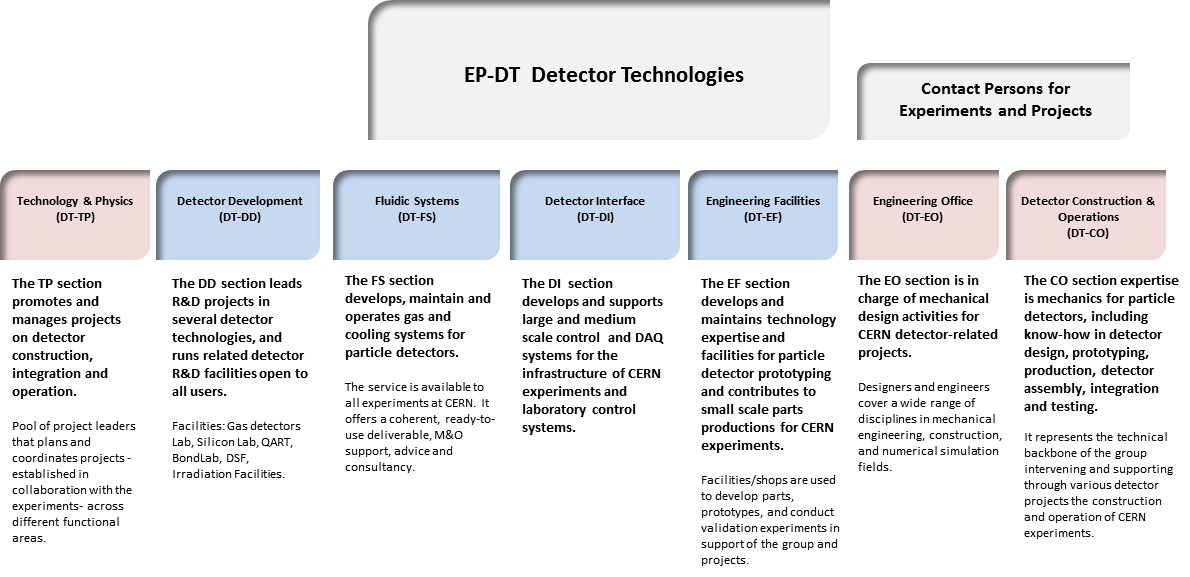 EP-DT  Detector Technologies
Contact Persons for
Experiments and Projects
Technology & Physics
(DT-TP)
The TP section
promotes and
manages projects
on detector
construction,
integration and
operation.
Pool of project leaders
that plans and
coordinates projects -
established in
collaboration with the
experiments- across
different functional
areas.
Detector Development
(DT-DD)
The DD section leads
R&D projects in
several detector
technologies, and
runs related detector
R&D facilities open to
all users.
Facilities: Gas detectors
Lab, Silicon Lab, QART,
BondLab, DSF,
Irradiation Facilities.
Fluidic Systems
(DT-FS)
The FS section
develops, maintain and
operates gas and
cooling systems for
particle detectors.
The service is available to
all experiments at CERN.  It
offers a coherent, ready-to-
use deliverable, M&O
support, advice and
consultancy.
Detector Interface
(DT-DI)
The DI  section
develops and supports
large and medium
scale control  and DAQ
systems for the
infrastructure of CERN
experiments and
laboratory control
systems.
Engineering Facilities
(DT-EF)
The EF section
develops and
maintains technology
expertise and
facilities for particle
detector prototyping
and contributes to
small scale parts
productions for CERN
experiments.
Facilities/shops are used
to develop parts,
prototypes, and conduct
validation experiments in
support of the group and
projects.
Engineering Office
(DT-EO)
The EO section is in
charge of mechanical
design activities for
CERN detector-related
projects.
Designers and engineers
cover a wide range of
disciplines in mechanical
engineering, construction,
and numerical simulation
fields.
Detector Construction &
Operations
(DT-CO)
The CO section expertise
is mechanics for particle
detectors, including
know-how in detector
design, prototyping,
production, detector
assembly, integration
and testing.
It represents the technical
backbone of the group
intervening and supporting
through various detector
projects the construction
and operation of CERN
experiments.